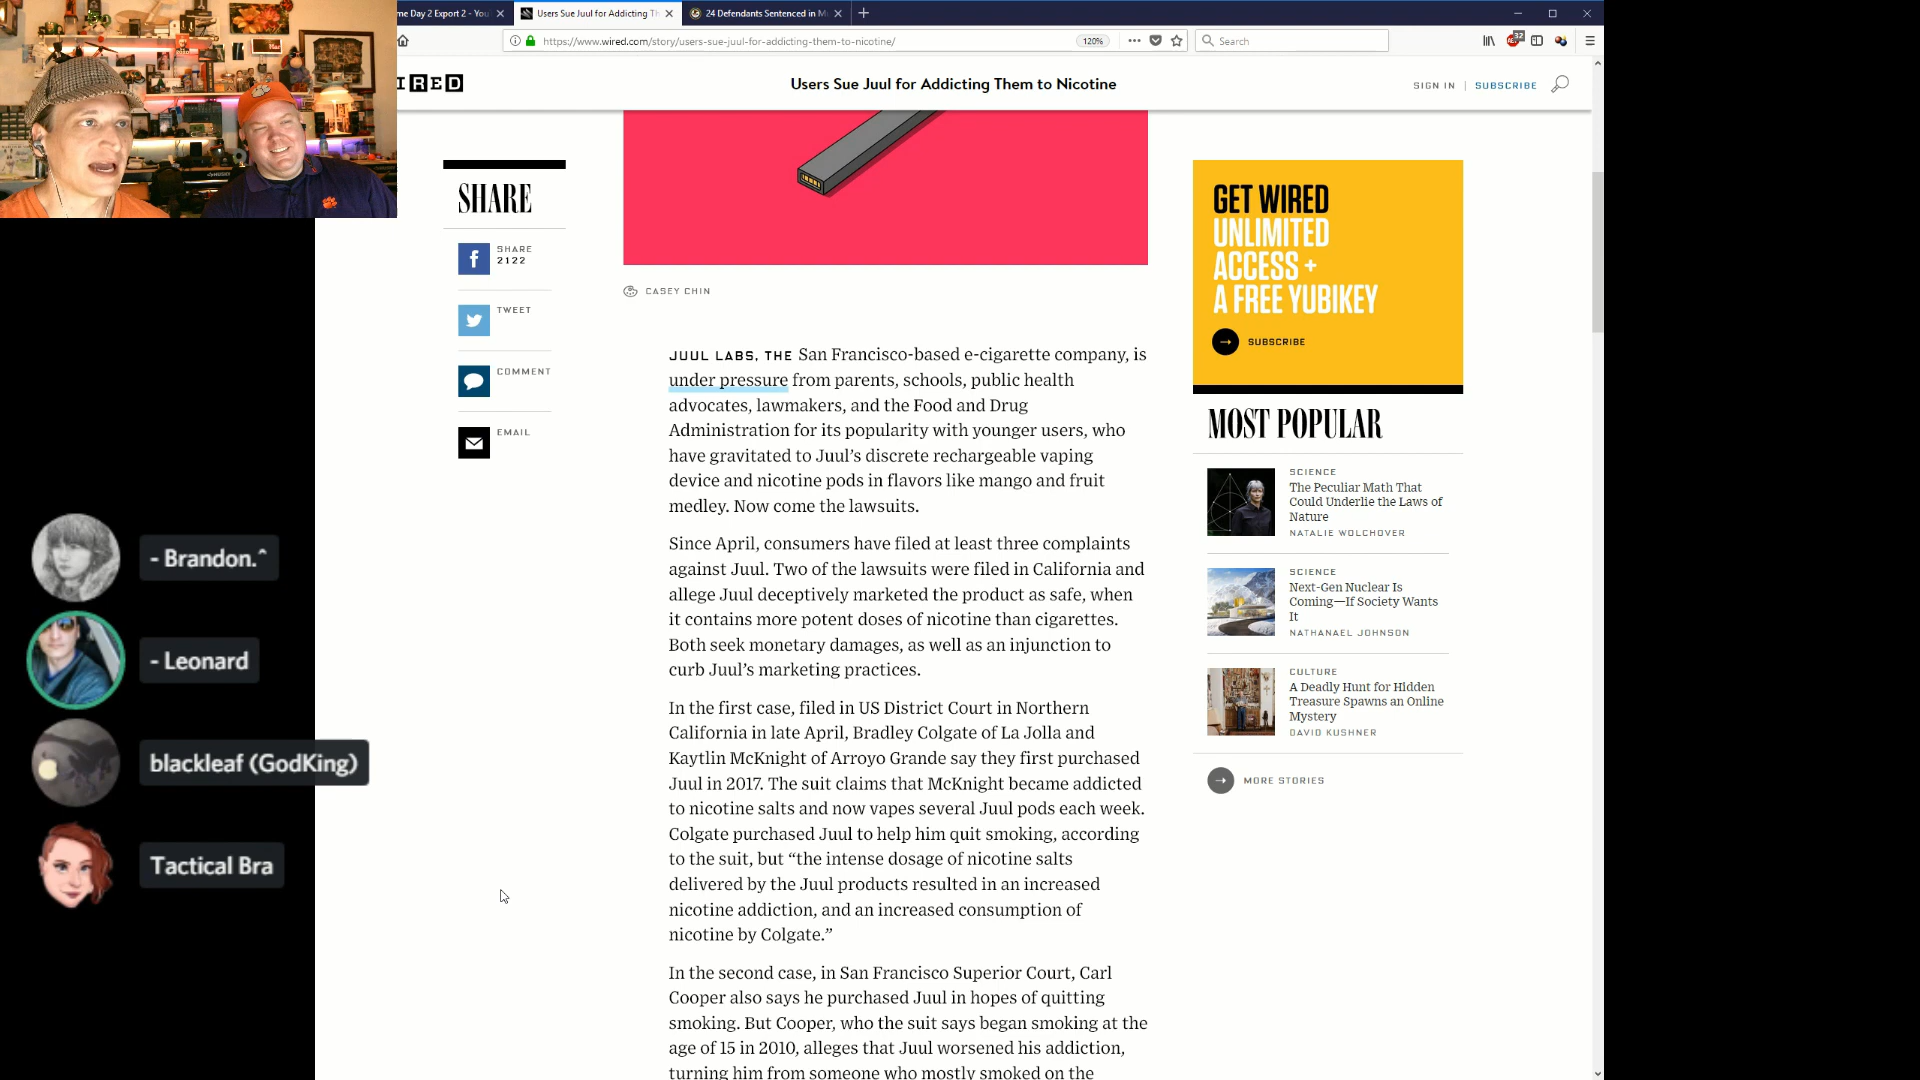 me Day 2 Export 2 - You
Users Sue Juul for Addicting Th
24 Defendants Sentenced in M
https://www.wired.com/story/users-sue-juul-for-addicting-them-to-nicotine/
120%
Search
IRED
Users Sue Juul for Addicting Them to Nicotine
SIGN IN | SUBSCRIBE
SHARE
SHARE
2122
TWEET
COMMENT
EMAIL
CASEY CHIN
JUUL LABS, THE San Francisco-based e-cigarette company, is
under pressure from parents, schools, public health
advocates, lawmakers, and the Food and Drug
Administration for its popularity with younger users, who
have gravitated to Juul’s discrete rechargeable vaping
device and nicotine pods in flavors like mango and fruit
medley. Now come the lawsuits.
Since April, consumers have filed at least three complaints
against Juul. Two of the lawsuits were filed in California and
allege Juul deceptively marketed the product as safe, when
it contains more potent doses of nicotine than cigarettes.
Both seek monetary damages, as well as an injunction to
curb Juul’s marketing practices.
In the first case, filed in US District Court in Northern
California in late April, Bradley Colgate of La Jolla and
Kaytlin McKnight of Arroyo Grande say they first purchased
Juul in 2017. The suit claims that McKnight became addicted
to nicotine salts and now vapes several Juul pods each week.
Colgate purchased Juul to help him quit smoking, according
to the suit, but “the intense dosage of nicotine salts
delivered by the Juul products resulted in an increased
nicotine addiction, and an increased consumption of
nicotine by Colgate.”
In the second case, in San Francisco Superior Court, Carl
Cooper also says he purchased Juul in hopes of quitting
smoking. But Cooper, who the suit says began smoking at the
age of 15 in 2010, alleges that Juul worsened his addiction,
turning him from someone who mostly smoked on the
GET WIRED
UNLIMITED
ACCESS +
A FREE YUBIKEY
SUBSCRIBE
MOST POPULAR
SCIENCE
The Peculiar Math That
Could Underlie the Laws of
Nature
NATALIE WOLCHOVER
SCIENCE
Next-Gen Nuclear Is
Coming—If Society Wants
It
NATHANAEL JOHNSON
CULTURE
A Deadly Hunt for Hidden
Treasure Spawns an Online
Mystery
DAVID KUSHNER
MORE STORIES
- Brandon.^
- Leonard
blackleaf (GodKing)
Tactical Bra